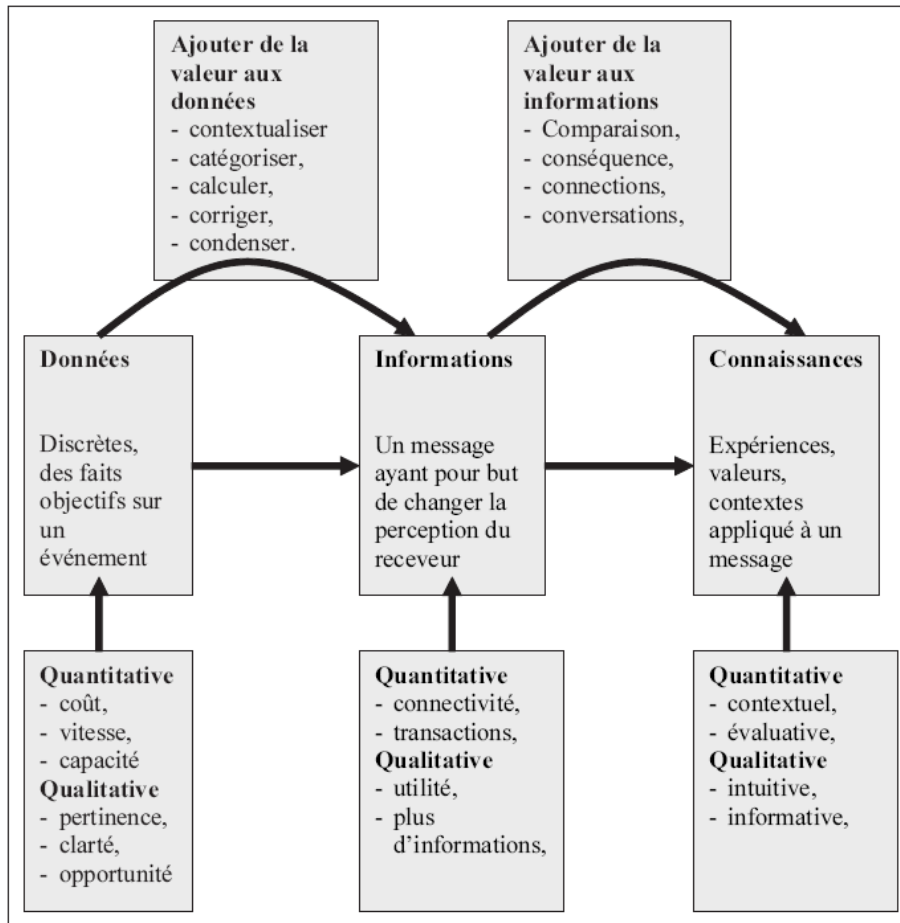 Ajouter de la
valeur aux
données
- contextualiser
- catégoriser,
- calculer,
- corriger,
- condenser.
Ajouter de la
valeur aux
informations
- Comparaison,
- conséquence,
- connections,
- conversations,
Données
Discrètes,
des faits
objectifs sur
un
événement
Informations
Un message
ayant pour but
de changer la
perception du
receveur
Connaissances
Expériences,
valeurs,
contextes
appliqué à un
message
Quantitative
- coût,
- vitesse,
- capacité
Qualitative
- pertinence,
- clarté,
- opportunité
Quantitative
- connectivité,
- transactions,
Qualitative
- utilité,
- plus
d’informations,
Quantitative
- contextuel,
- évaluative,
Qualitative
- intuitive,
- informative,